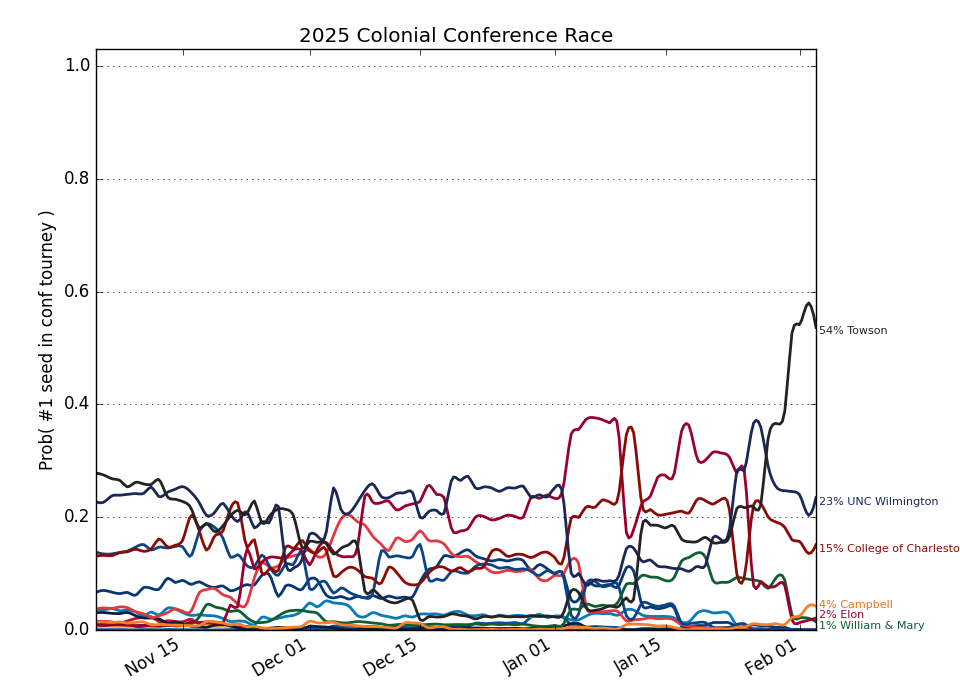 2025 Colonial Conference Race
Prob( #1 seed in conf tourney )
1.0
0.8
0.6
0.4
0.2
0.0
Nov 15
Dec 01
Dec 15
Jan 01
Jan 15
Feb 01
54% Towson
23% UNC Wilmington
15% College of Charlesto
4% Campbell
2% Elon
1% William & Mary